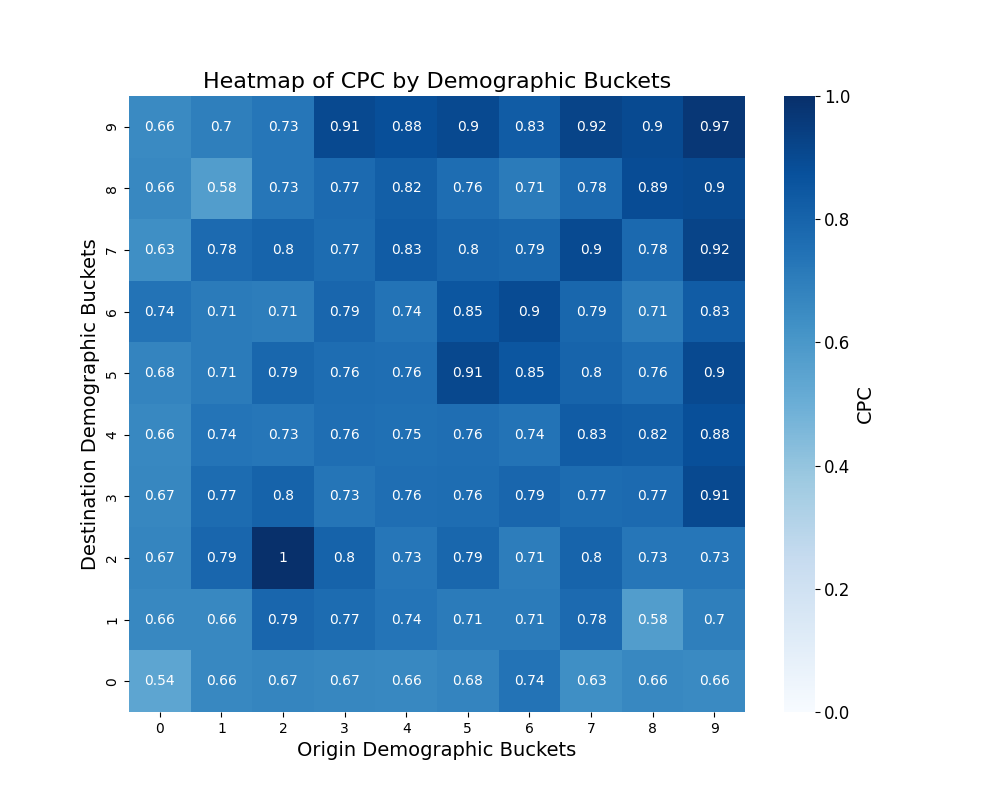 Heatmap of CPC by Demographic Buckets
9 0.66 0.7 0.73 0.91 0.88 0.9 0.83 0.92 0.9 0.97
8 0.66 0.58 0.73 0.77 0.82 0.76 0.71 0.78 0.89 0.9
7 0.63 0.78 0.8 0.77 0.83 0.8 0.79 0.9 0.78 0.92
6 0.74 0.71 0.71 0.79 0.74 0.85 0.9 0.79 0.71 0.83
5 0.68 0.71 0.79 0.76 0.76 0.91 0.85 0.8 0.76 0.9
4 0.66 0.74 0.73 0.76 0.75 0.76 0.74 0.83 0.82 0.88
3 0.67 0.77 0.8 0.73 0.76 0.76 0.79 0.77 0.77 0.91
2 0.67 0.79 1 0.8 0.73 0.79 0.71 0.8 0.73 0.73
1 0.66 0.66 0.79 0.77 0.74 0.71 0.71 0.78 0.58 0.7
0 0.54 0.66 0.67 0.67 0.66 0.68 0.74 0.63 0.66 0.66
0 1 2 3 4 5 6 7 8 9
Origin Demographic Buckets
Destination Demographic Buckets
1.0
0.8
0.6
0.4
0.2
0.0
CPC